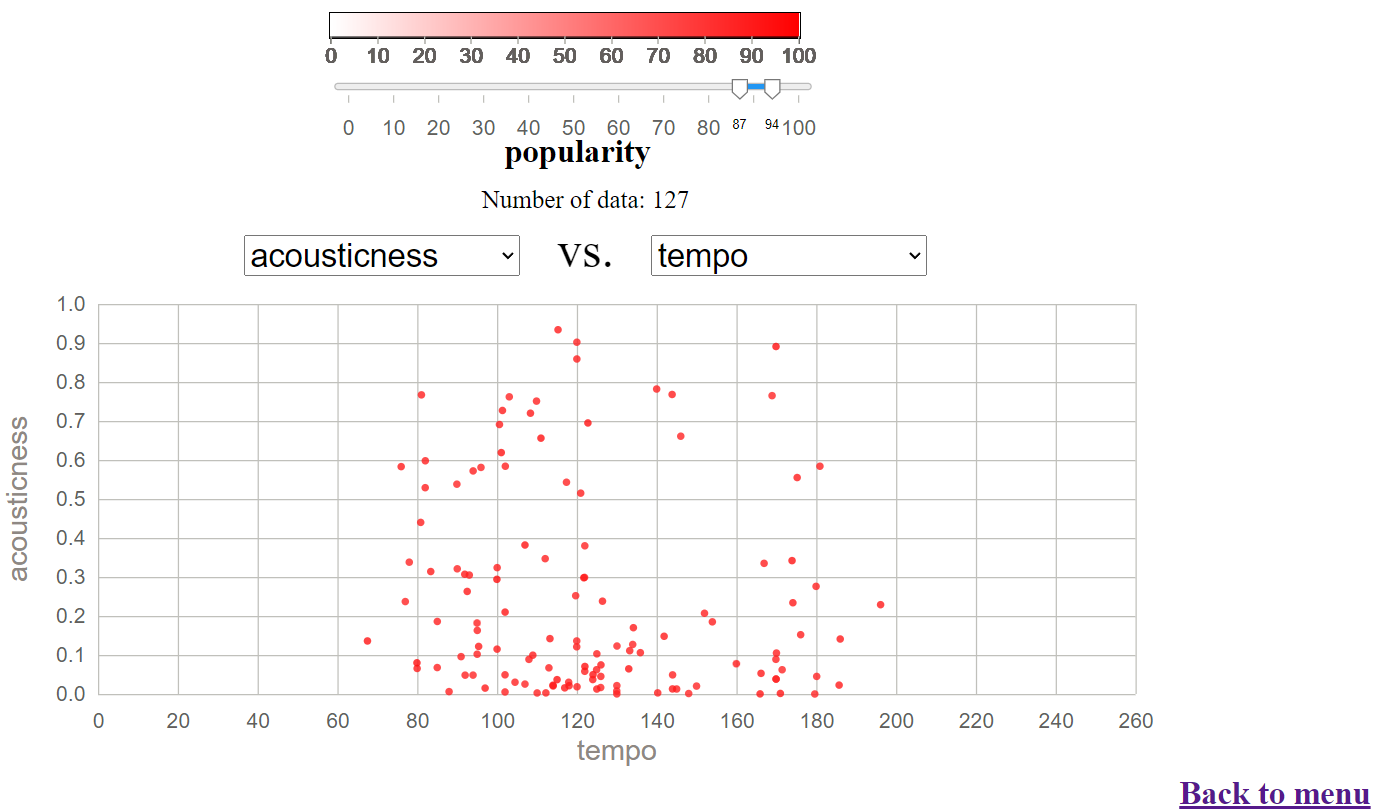 0 10 20 30 40 50 60 70 80 90 100
0 10 20 30 40 50 60 70 80 87 94 100
popularity
Number of data: 127
acousticness vs. tempo
1.0
0.9
0.8
0.7
0.6
0.5
0.4
0.3
0.2
0.1
0.0
acousticness
0 20 40 60 80 100 120 140 160 180 200 220 240 260
tempo
Back to menu